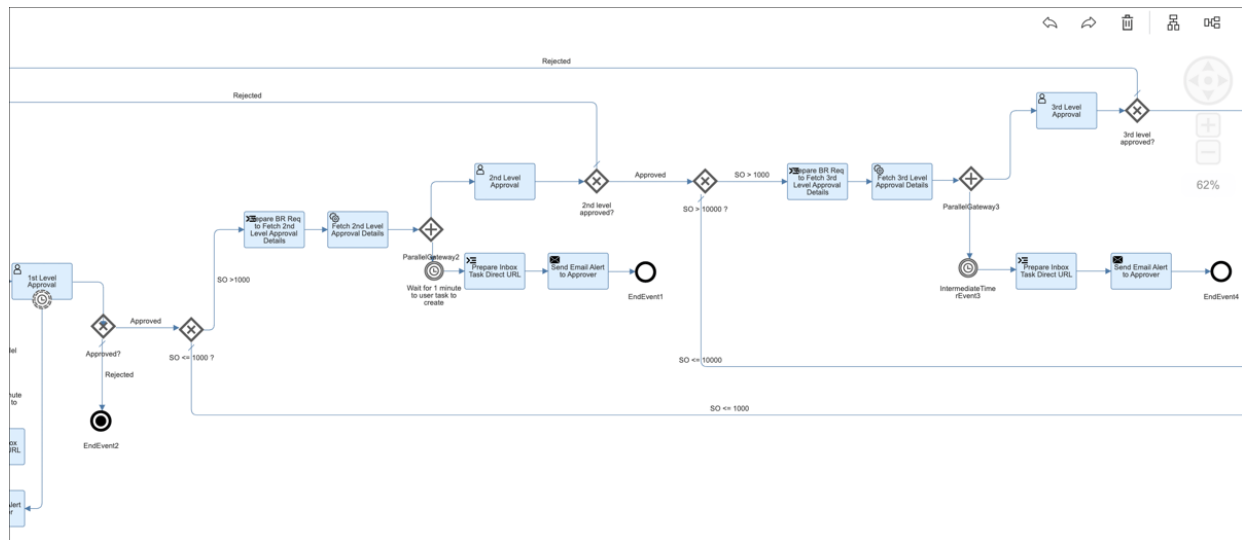 Rejected
Rejected
3rd Level
Approval
3rd level
approved?
62%
2nd Level
Approval
Approved
2nd level
approved?
SO > 1000
SO > 10000 ?
Prepare BR Req
to Fetch 3rd
Level Approval
Details
Fetch 3rd Level
Approval Details
ParallelGateway3
Prepare BR Req
to Fetch 2nd
Level Approval
Details
Fetch 2nd Level
Approval Details
ParallelGateway2
Wait for 1 minute
to user task to
create
Prepare Inbox
Task Direct URL
Send Email Alert
to Approver
EndEvent1
IntermediateTime
rEvent3
Prepare Inbox
Task Direct URL
Send Email Alert
to Approver
EndEvent4
1st Level
Approval
SO >1000
Approved
Approved?
SO <= 1000 ?
Rejected
EndEvent2
SO <= 10000
SO <= 1000
to
URL